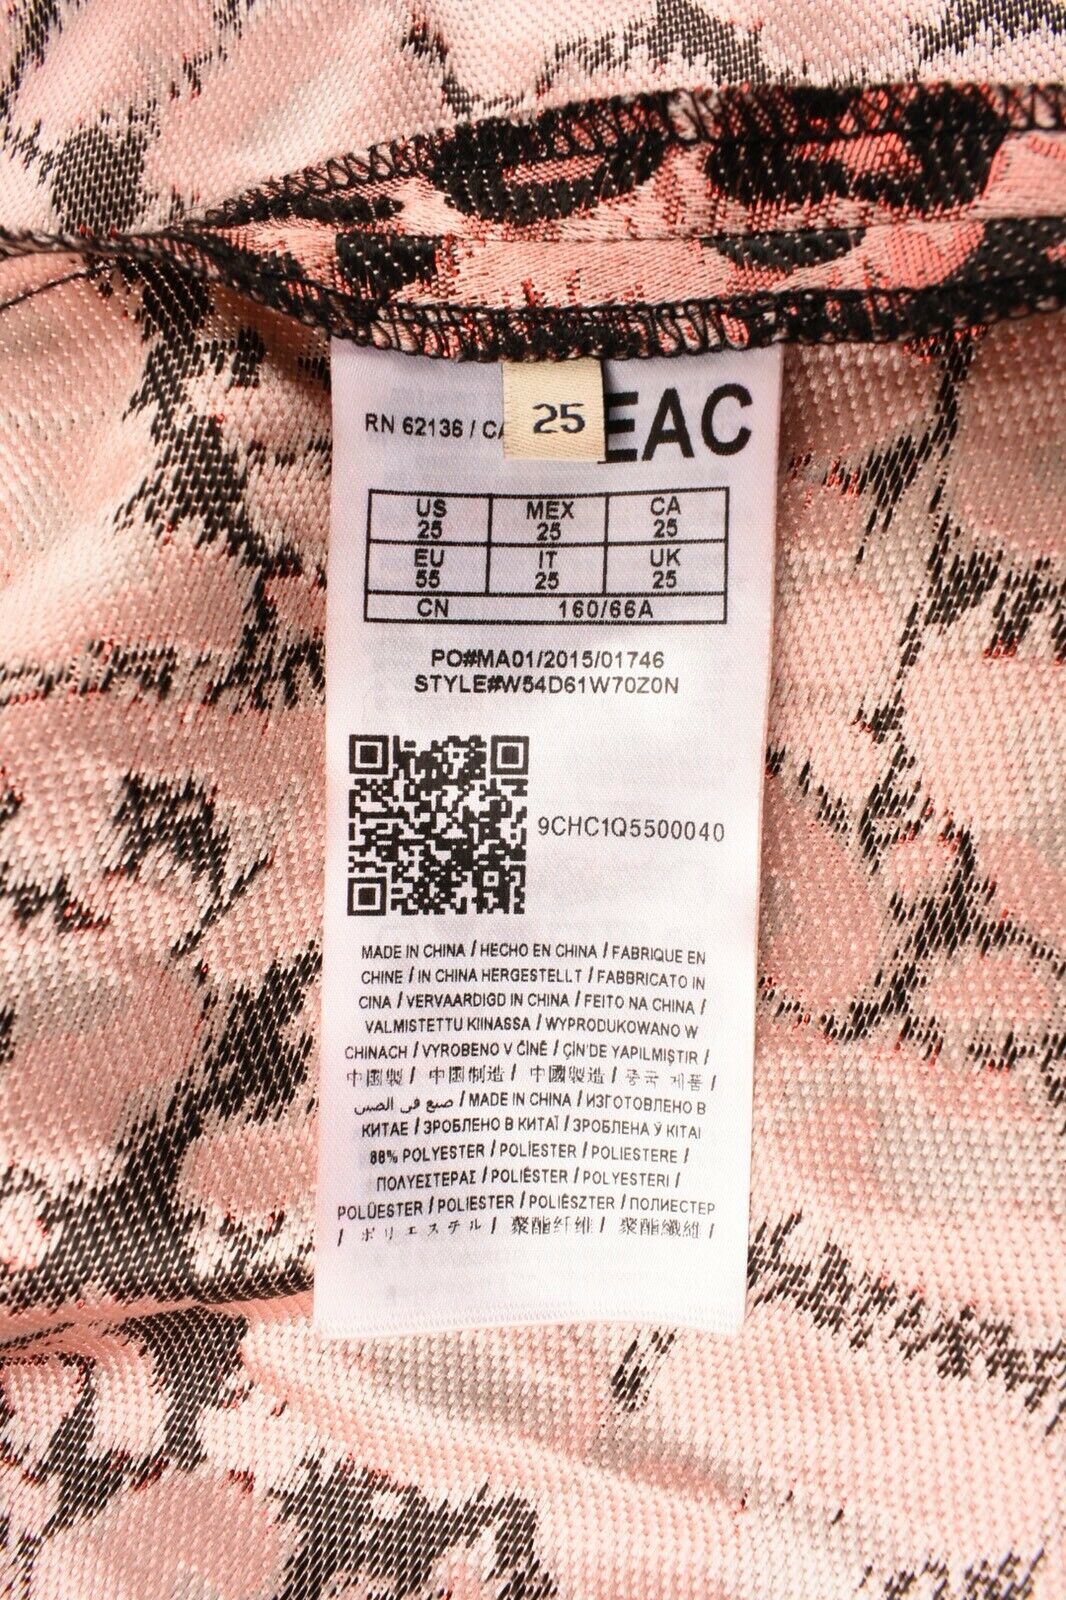 RN 62136 / CA
25
EAC
US 25 MEX 25 CA 25
EU 55 IT 25 UK 25
CN 160/66A
PO#MA01/2015/01746
STYLE#W54D61W70Z0N
9CHC1Q5500040
MADE IN CHINA / HECHO EN CHINA / FABRIQUE EN
CHINE / IN CHINA HERGESTELLT / FABBRICATO IN
CINA / VERVAARDIGD IN CHINA / FEITO NA CHINA /
VALMISTETTU KIINASSA / WYPRODUKOWANO W
CHINACH / VYROBENO V ČÍNĚ / ÇİN'DE YAPILMIŞTIR /
中国製 / 中国制造 / 中國製造 / 중국 제품 /
صنع في الصين / MADE IN CHINA / ИЗГОТОВЛЕНО В
КИТАЕ / ЗРОБЛЕНО В КИТАЇ / ЗРОБЛЕНА Ў КІТАІ
88% POLYESTER / POLIÉSTER / POLIESTERE /
ΠΟΛΥΕΣΤΕΡΑΣ / POLIÉSTER / POLYESTERI /
POLÜESTER / POLIESTER / POLIÉSZTER / ПОЛИЕСТЕР
/ ポリエステル / 聚酯纤维 / 聚酯纖維 /